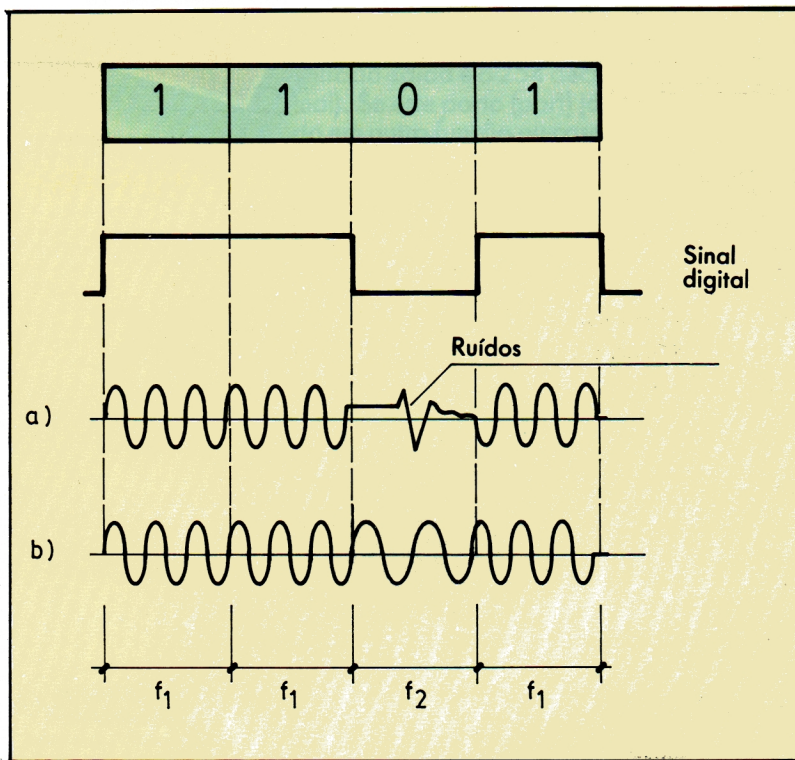 1 1 0 1
Sinal
digital
Ruídos
a)
b)
f₁ f₁ f₂ f₁